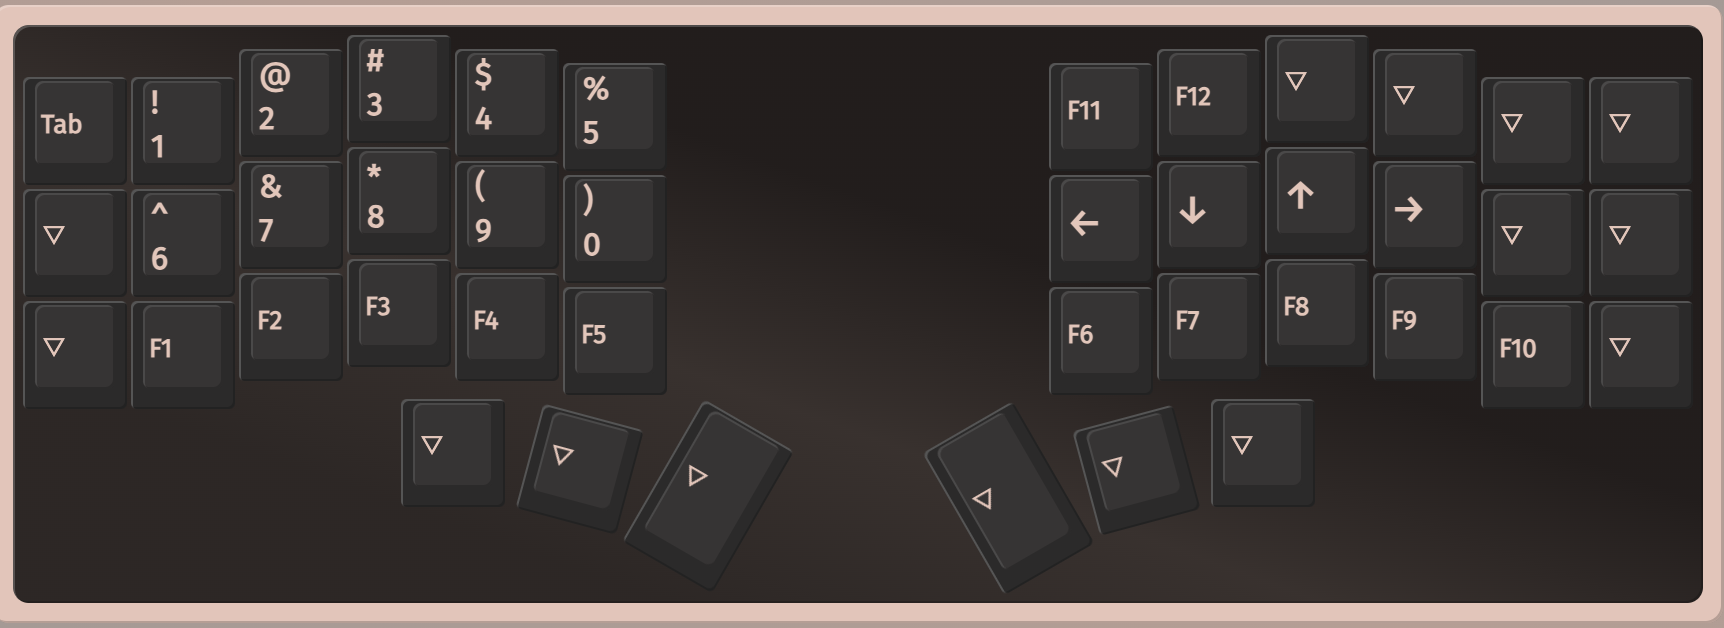 Tab ! 1 @ 2 # 3 $ 4 % 5 F11 F12 ▽ ▽ ▽ ▽
▽ ^ 6 & 7 * 8 ( 9 ) 0 ← ↓ ↑ → ▽ ▽
▽ F1 F2 F3 F4 F5 F6 F7 F8 F9 F10 ▽
▽ ▽ ▽ ▽ ▽ ▽